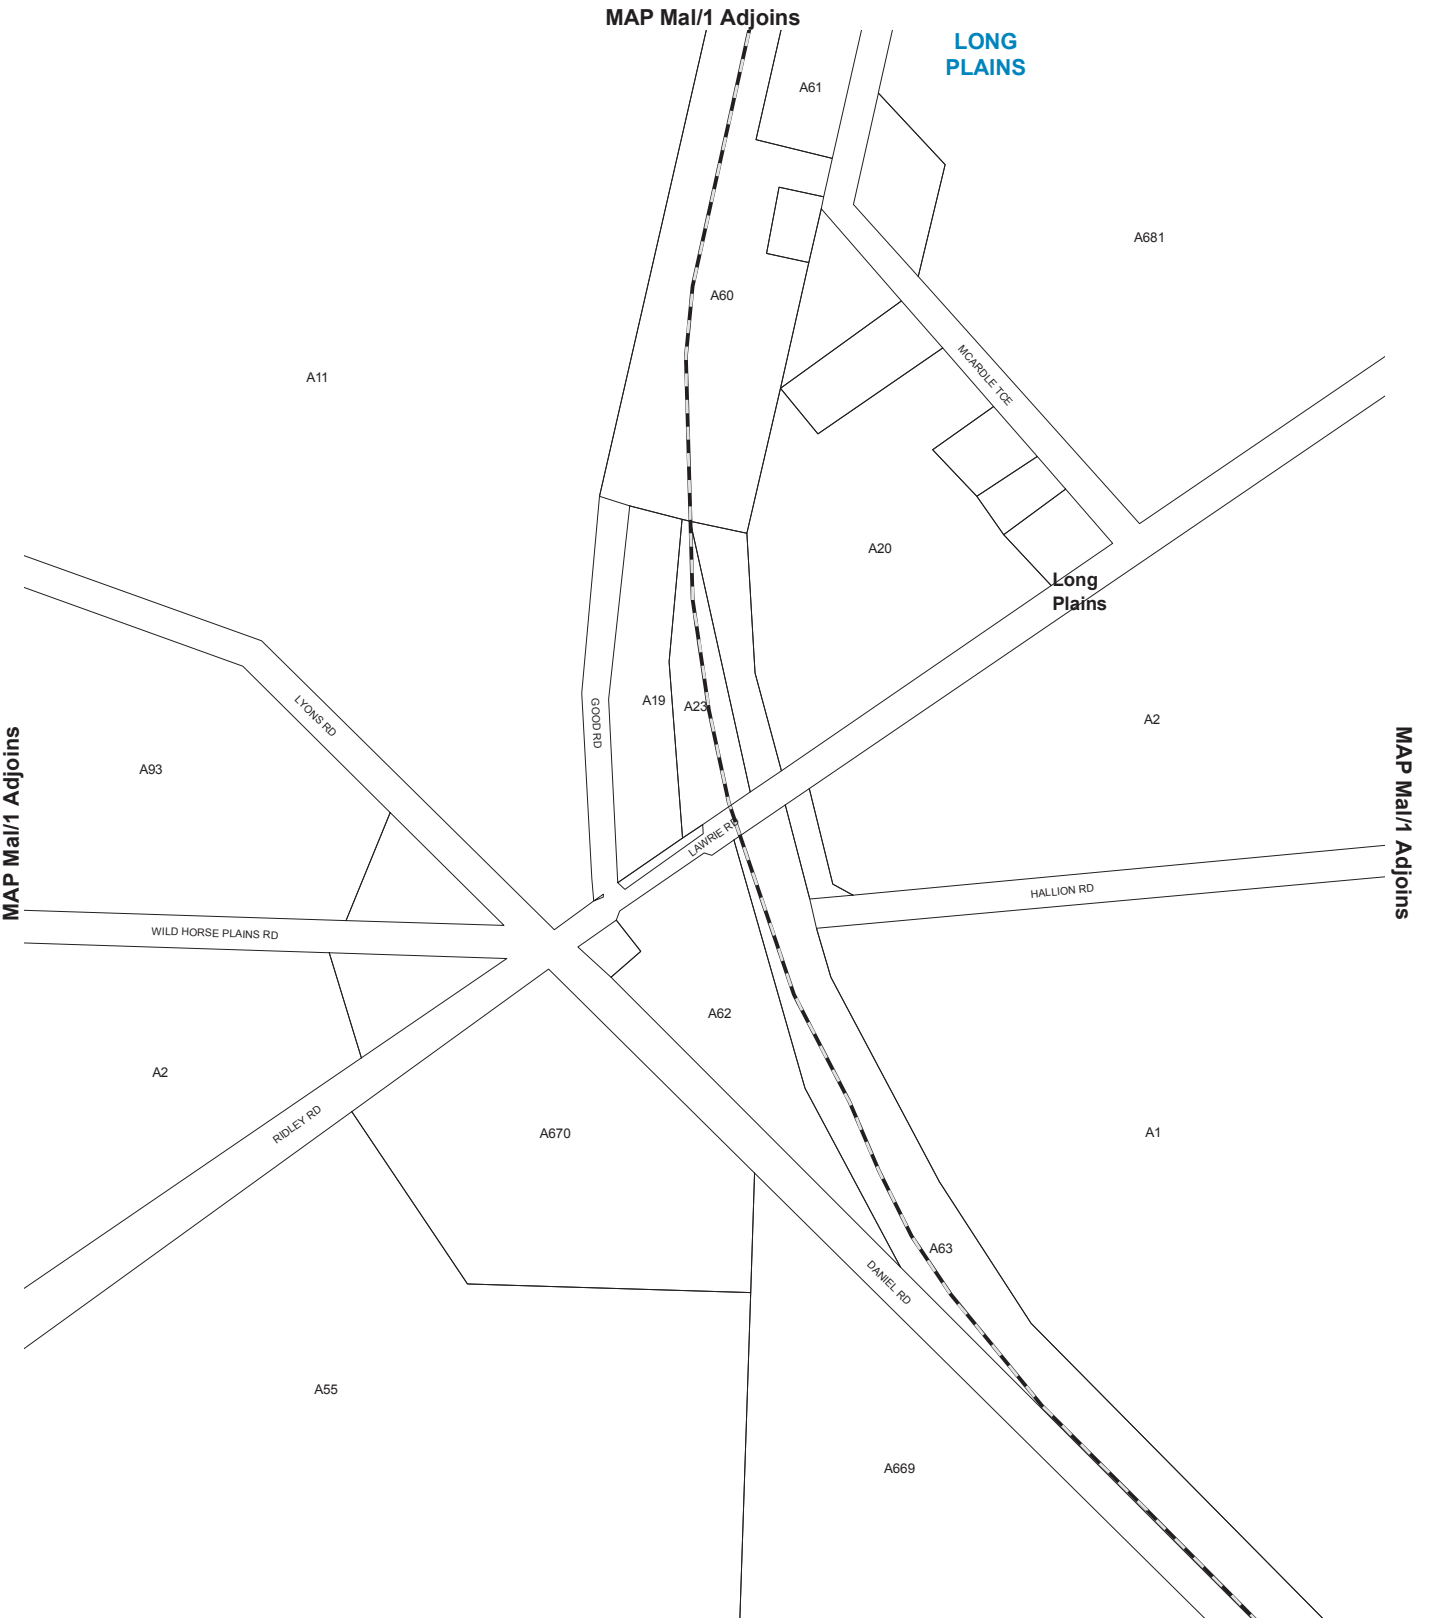 MAP Mal/1 Adjoins
LONG
PLAINS
A61
A681
A60
A11
MCARDLE TCE
A20
Long
Plains
A19
A23
GOOD RD
LYONS RD
A2
A93
MAP Mal/1 Adjoins
MAP Mal/1 Adjoins
LAWRIE RD
HALLION RD
WILD HORSE PLAINS RD
A62
A2
RIDLEY RD
A670
A1
A63
DANIEL RD
A55
A669